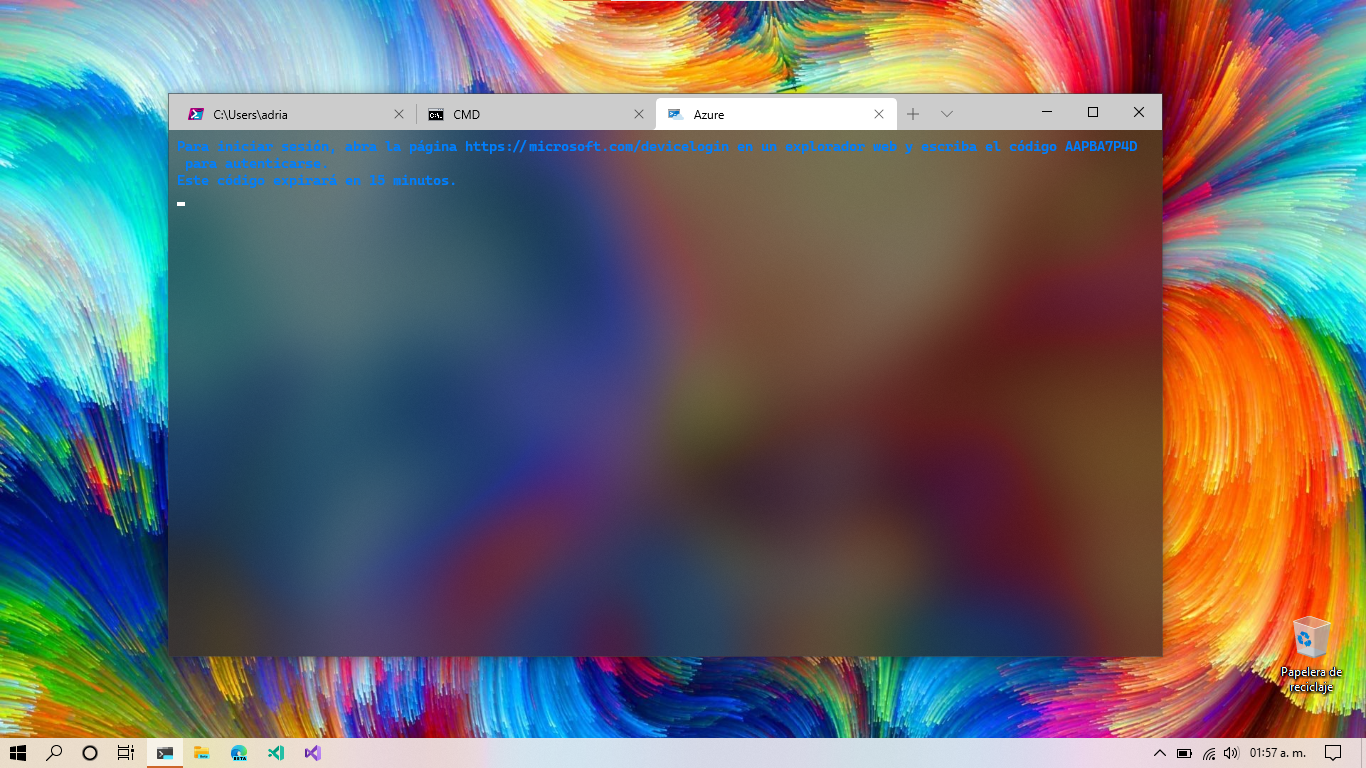 C:\Users\adria
CMD
Azure
Para iniciar sesión, abra la página https://microsoft.com/devicelogin en un explorador web y escriba el código AAPBA7P4D
para autenticarse.
Este código expirará en 15 minutos.
Papelera de
reciclaje
01:57 a. m.